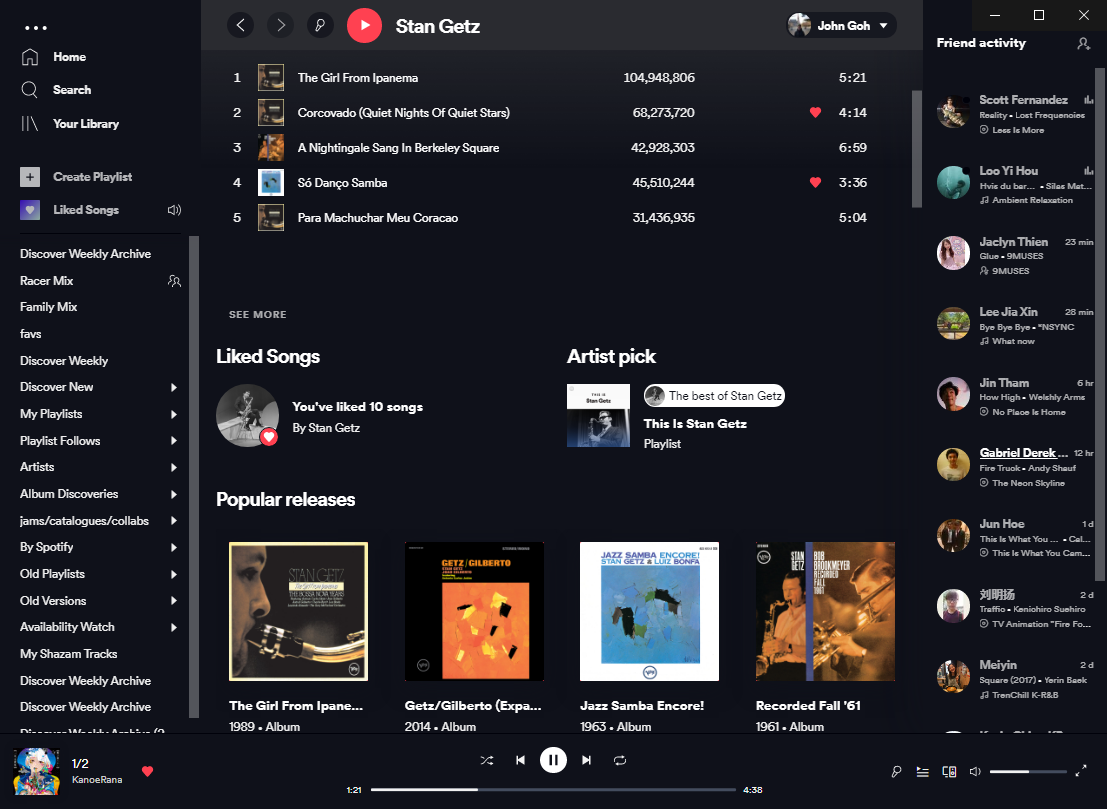 Stan Getz
John Goh
Home
Search
Your Library
Create Playlist
Liked Songs
Discover Weekly Archive
Racer Mix
Family Mix
favs
Discover Weekly
Discover New
My Playlists
Playlist Follows
Artists
Album Discoveries
jams/catalogues/collabs
By Spotify
Old Playlists
Old Versions
Availability Watch
My Shazam Tracks
Discover Weekly Archive
Discover Weekly Archive
Discover Weekly Archive (2
1 The Girl From Ipanema 104,948,806 5:21
2 Corcovado (Quiet Nights Of Quiet Stars) 68,273,720 4:14
3 A Nightingale Sang In Berkeley Square 42,928,303 6:59
4 Só Danço Samba 45,510,244 3:36
5 Para Machuchar Meu Coracao 31,436,935 5:04
SEE MORE
Liked Songs
You've liked 10 songs
By Stan Getz
Artist pick
THIS IS
Stan Getz
The best of Stan Getz
This Is Stan Getz
Playlist
Popular releases
STAN GETZ
The Girl From Ipanema
THE BOSSA NOVA YEARS
GETZ/GILBERTO
JAZZ SAMBA ENCORE!
STAN GETZ & LUIZ BONFA
STAN GETZ
BOB BROOKMEYER
RECORDED FALL 1961
The Girl From Ipane...
1989 • Album
Getz/Gilberto (Expa...
2014 • Album
Jazz Samba Encore!
1963 • Album
Recorded Fall '61
1961 • Album
Friend activity
Scott Fernandez
Reality • Lost Frequencies
Less Is More
Loo Yi Hou
Hvis du ber... • Silas Mat...
Ambient Relaxation
Jaclyn Thien 23 min
Glue • 9MUSES
9MUSES
Lee Jia Xin 28 min
Bye Bye Bye • *NSYNC
What now
Jin Tham 6 hr
How High • Welshly Arms
No Place Is Home
Gabriel Derek ... 12 hr
Fire Truck • Andy Shauf
The Neon Skyline
Jun Hoe 1 d
This Is What You ... • Cal...
This Is What You Cam...
刘明扬 2 d
Traffio • Kenichiro Suehiro
TV Animation "Fire Fo...
Meiyin 2 d
Square (2017) • Yerin Baek
TrenChill K-R&B
1/2
KanoeRana
1:21
4:38